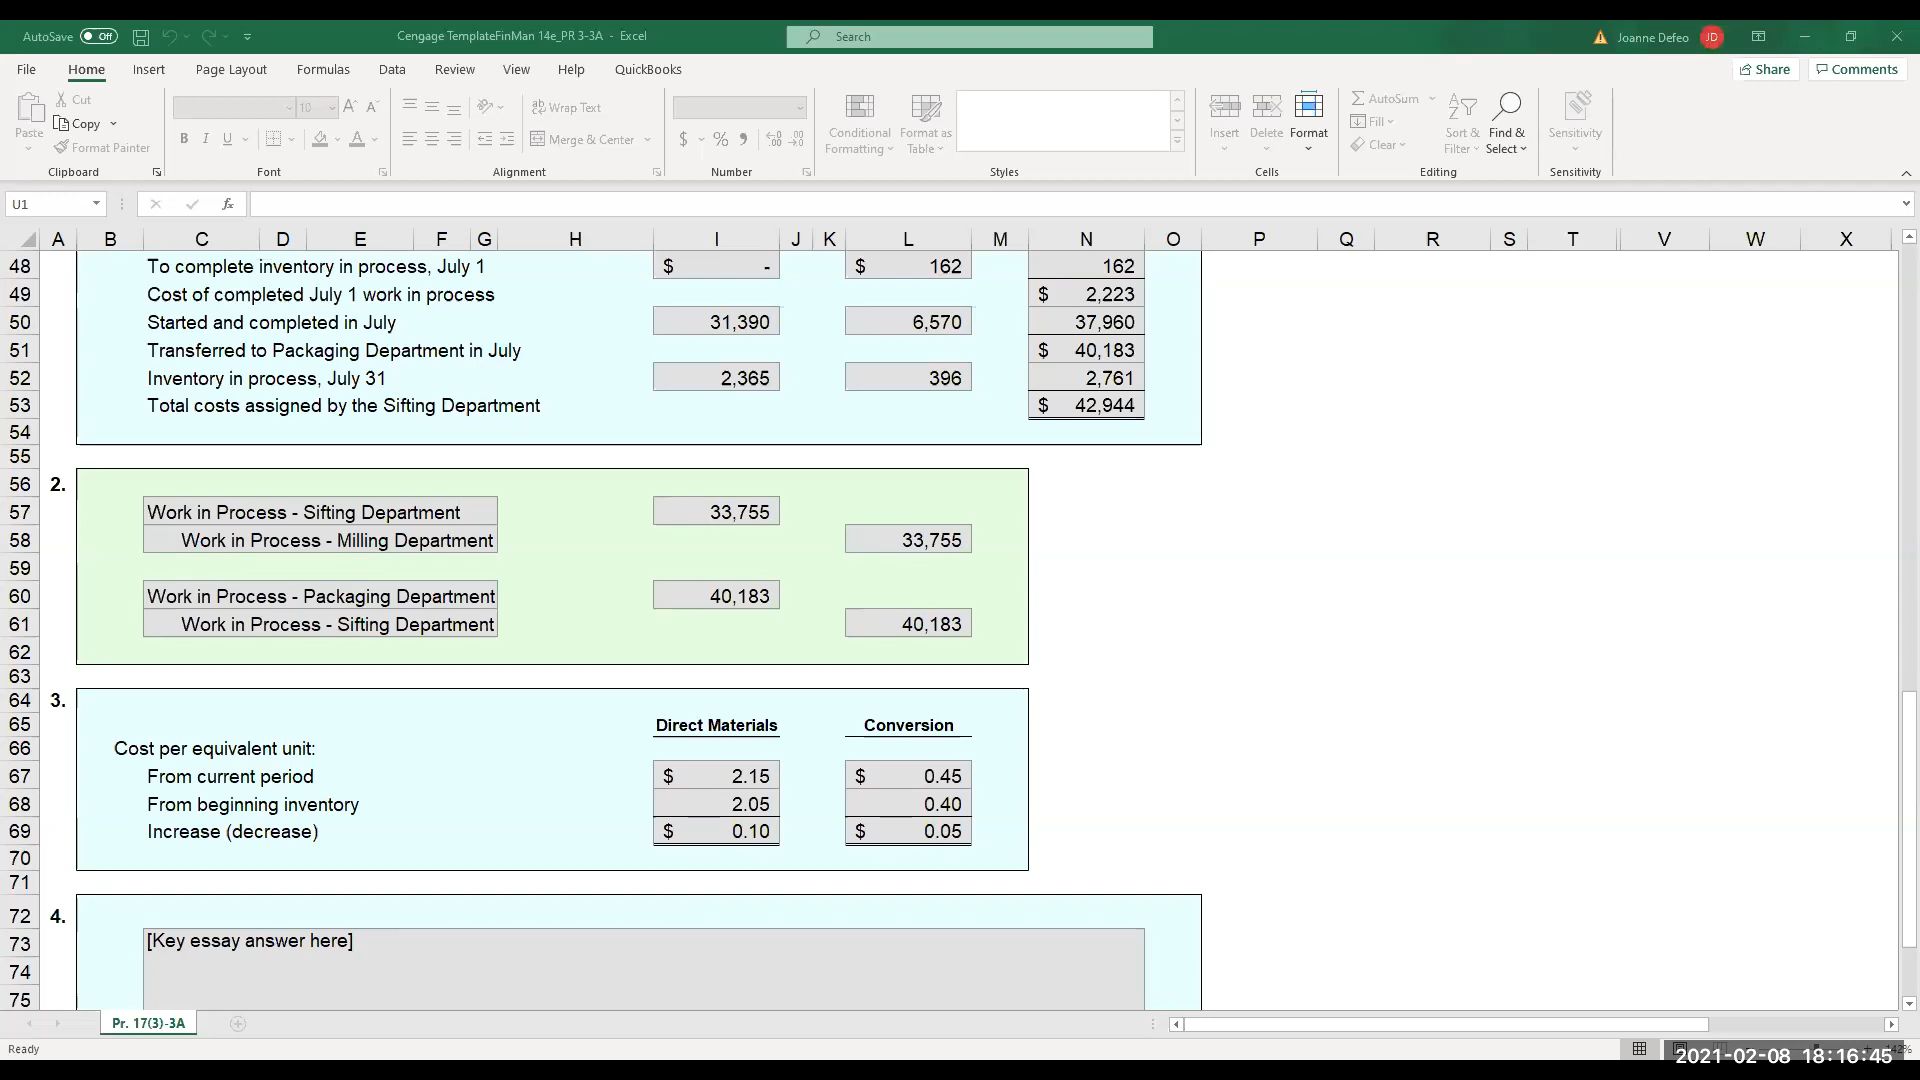 AutoSave Off Cengage TemplateFinMan 14e_PR 3-3A - Excel Search Joanne Defeo JD
File Home Insert Page Layout Formulas Data Review View Help QuickBooks Share Comments
Cut
Copy
Format Painter
Paste
10
Wrap Text
Merge & Center
Conditional Formatting
Format as Table
Insert Delete Format
AutoSum
Fill
Clear
Sort & Filter
Find & Select
Sensitivity
Clipboard Font Alignment Number Styles Cells Editing Sensitivity
U1 fx
A B C D E F G H I J K L M N O P Q R S T V W X
48 To complete inventory in process, July 1 $ - $ 162 162
49 Cost of completed July 1 work in process $ 2,223
50 Started and completed in July 31,390 6,570 37,960
51 Transferred to Packaging Department in July $ 40,183
52 Inventory in process, July 31 2,365 396 2,761
53 Total costs assigned by the Sifting Department $ 42,944
54
55
56 2.
57 Work in Process - Sifting Department 33,755
58 Work in Process - Milling Department 33,755
59
60 Work in Process - Packaging Department 40,183
61 Work in Process - Sifting Department 40,183
62
63
64 3.
65 Direct Materials Conversion
66 Cost per equivalent unit:
67 From current period $ 2.15 $ 0.45
68 From beginning inventory 2.05 0.40
69 Increase (decrease) $ 0.10 $ 0.05
70
71
72 4.
73 [Key essay answer here]
74
75
Pr. 17(3)-3A
Ready
2021-02-08 18:16:45